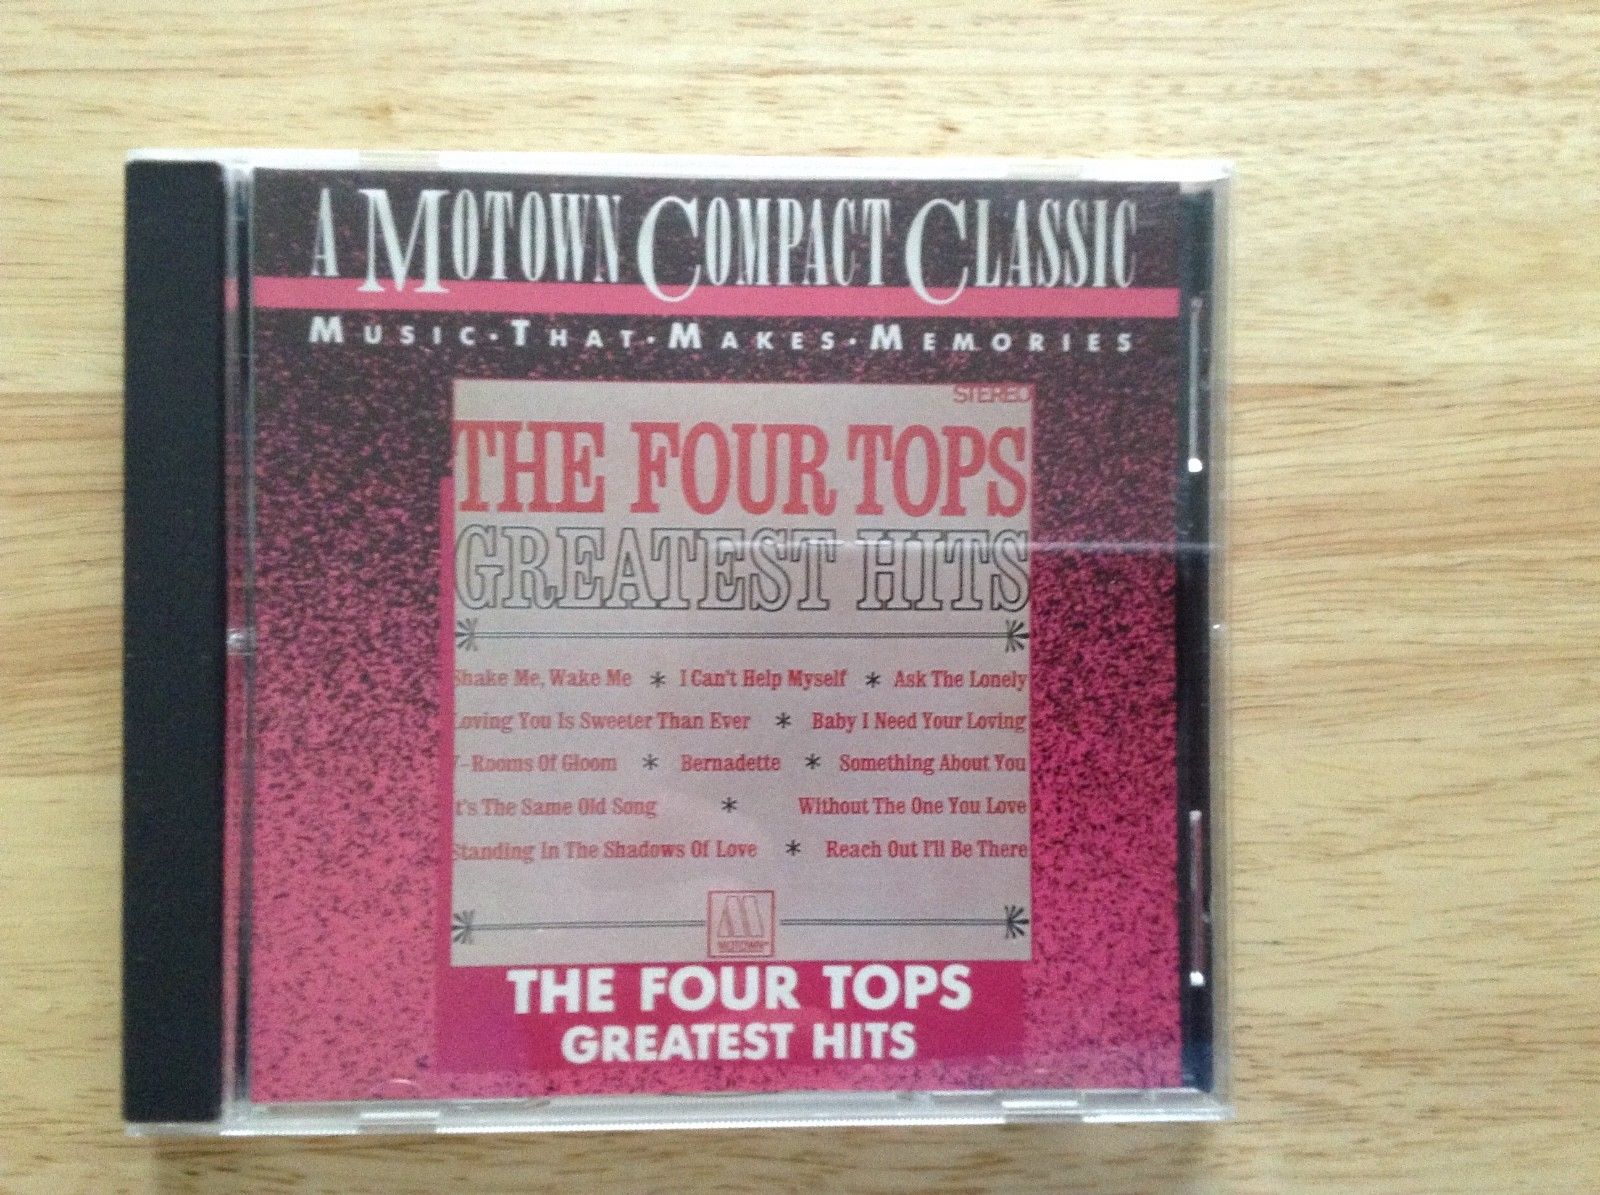 A MOTOWN COMPACT CLASSIC
MUSIC·THAT·MAKES·MEMORIES
STEREO
THE FOUR TOPS
GREATEST HITS
Shake Me, Wake Me * I Can't Help Myself * Ask The Lonely
Loving You Is Sweeter Than Ever * Baby I Need Your Loving
7-Rooms Of Gloom * Bernadette * Something About You
It's The Same Old Song * Without The One You Love
Standing In The Shadows Of Love * Reach Out I'll Be There
M
MOTOWN
THE FOUR TOPS
GREATEST HITS